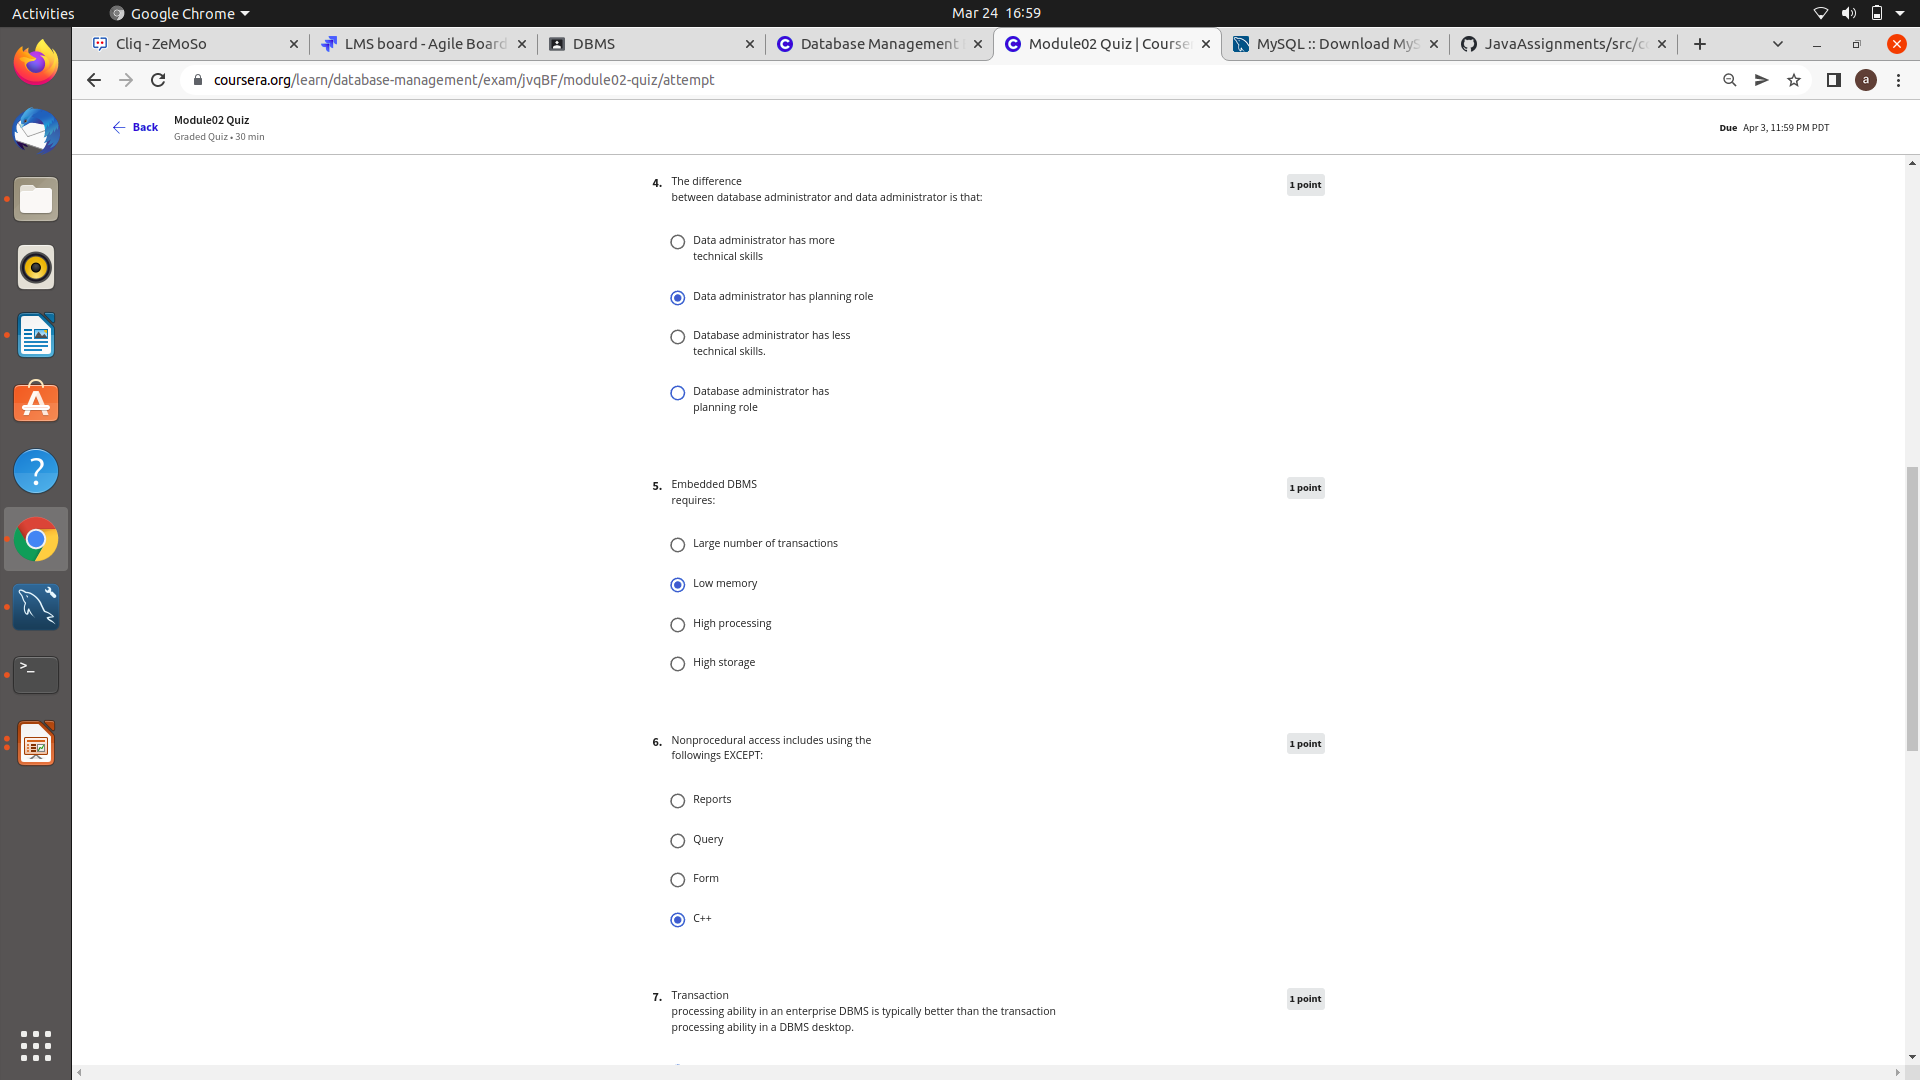 Activities
Google Chrome
Mar 24 16:59
Cliq - ZeMoSo
LMS board - Agile Board
DBMS
Database Management
Module02 Quiz | Course
MySQL :: Download MyS
JavaAssignments/src/c
coursera.org/learn/database-management/exam/jvqBF/module02-quiz/attempt
a
Back
Module02 Quiz
Graded Quiz • 30 min
Due Apr 3, 11:59 PM PDT
4. The difference
between database administrator and data administrator is that:
1 point
Data administrator has more
technical skills
Data administrator has planning role
Database administrator has less
technical skills.
Database administrator has
planning role
5. Embedded DBMS
requires:
1 point
Large number of transactions
Low memory
High processing
High storage
6. Nonprocedural access includes using the
followings EXCEPT:
1 point
Reports
Query
Form
C++
7. Transaction
processing ability in an enterprise DBMS is typically better than the transaction
processing ability in a DBMS desktop.
1 point